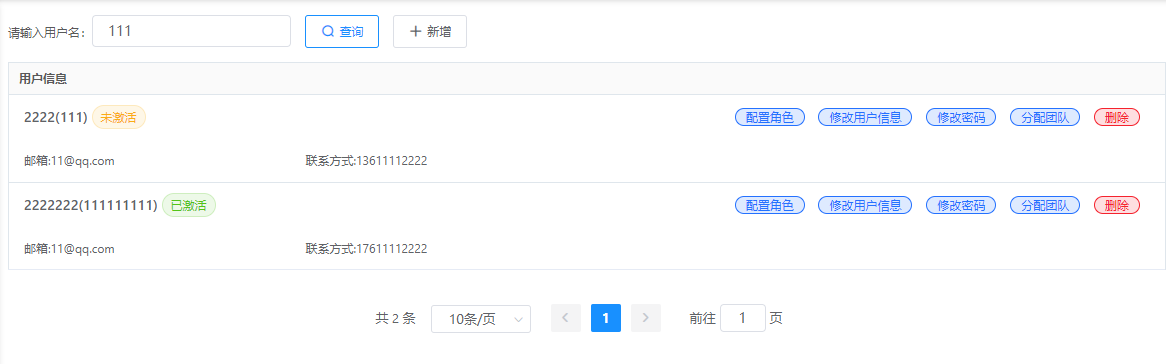 请输入用户名： 111 查询 新增
用户信息
2222(111) 未激活 配置角色 修改用户信息 修改密码 分配团队 删除
邮箱:11@qq.com 联系方式:13611112222
2222222(111111111) 已激活 配置角色 修改用户信息 修改密码 分配团队 删除
邮箱:11@qq.com 联系方式:17611112222
共 2 条 10条/页 1 前往 1 页